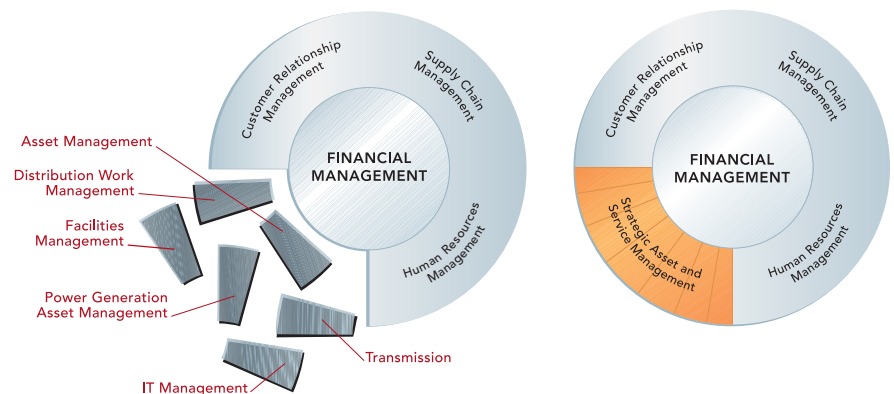 Customer Relationship
Management
Supply Chain
Management
FINANCIAL
MANAGEMENT
Human Resources
Management
Asset Management
Distribution Work
Management
Facilities
Management
Power Generation
Asset Management
IT Management
Transmission
Customer Relationship
Management
Supply Chain
Management
FINANCIAL
MANAGEMENT
Strategic Asset and
Service Management
Human Resources
Management